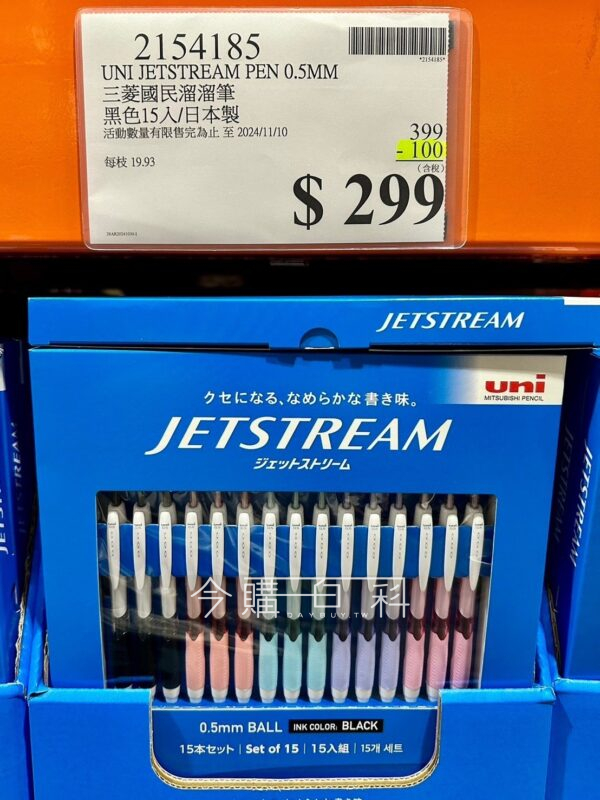 2154185
*2154185*
UNI JETSTREAM PEN 0.5MM
三菱國民溜溜筆
黑色15入/日本製
活動數量有限售完為止 至 2024/11/10
399
- 100
(含稅)
每枝 19.93
$ 299
JETSTREAM
uni
MITSUBISHI PENCIL
クセになる、なめらかな書き味。
JETSTREAM
ジェットストリーム
今購百科
TODAYBUY.TW
0.5mm BALL INK COLOR: BLACK
15本セット | Set of 15 | 15入組 | 15개 세트
JETSTREAM
JETSTREAM